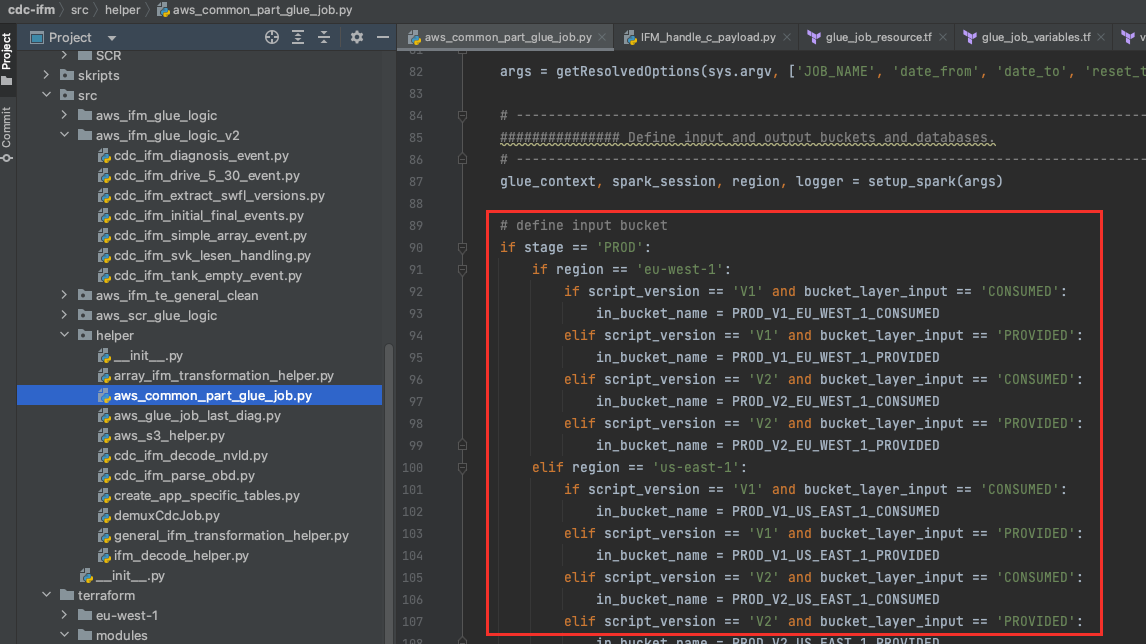 cdc-ifm src helper aws_common_part_glue_job.py
Project
Commit
Project
SCR
skripts
src
aws_ifm_glue_logic
aws_ifm_glue_logic_v2
cdc_ifm_diagnosis_event.py
cdc_ifm_drive_5_30_event.py
cdc_ifm_extract_swfl_versions.py
cdc_ifm_initial_final_events.py
cdc_ifm_simple_array_event.py
cdc_ifm_svk_lesen_handling.py
cdc_ifm_tank_empty_event.py
aws_ifm_te_general_clean
aws_scr_glue_logic
helper
__init__.py
array_ifm_transformation_helper.py
aws_common_part_glue_job.py
aws_glue_job_last_diag.py
aws_s3_helper.py
cdc_ifm_decode_nvld.py
cdc_ifm_parse_obd.py
create_app_specific_tables.py
demuxCdcJob.py
general_ifm_transformation_helper.py
ifm_decode_helper.py
__init__.py
terraform
eu-west-1
modules
aws_common_part_glue_job.py IFM_handle_c_payload.py glue_job_resource.tf glue_job_variables.tf
82 args = getResolvedOptions(sys.argv, ['JOB_NAME', 'date_from', 'date_to', 'reset_t
83
84 # ------------------------------------------------------------------------------
85 ############### Define input and output buckets and databases.
86 # ------------------------------------------------------------------------------
87 glue_context, spark_session, region, logger = setup_spark(args)
88
89 # define input bucket
90 if stage == 'PROD':
91 if region == 'eu-west-1':
92 if script_version == 'V1' and bucket_layer_input == 'CONSUMED':
93 in_bucket_name = PROD_V1_EU_WEST_1_CONSUMED
94 elif script_version == 'V1' and bucket_layer_input == 'PROVIDED':
95 in_bucket_name = PROD_V1_EU_WEST_1_PROVIDED
96 elif script_version == 'V2' and bucket_layer_input == 'CONSUMED':
97 in_bucket_name = PROD_V2_EU_WEST_1_CONSUMED
98 elif script_version == 'V2' and bucket_layer_input == 'PROVIDED':
99 in_bucket_name = PROD_V2_EU_WEST_1_PROVIDED
100 elif region == 'us-east-1':
101 if script_version == 'V1' and bucket_layer_input == 'CONSUMED':
102 in_bucket_name = PROD_V1_US_EAST_1_CONSUMED
103 elif script_version == 'V1' and bucket_layer_input == 'PROVIDED':
104 in_bucket_name = PROD_V1_US_EAST_1_PROVIDED
105 elif script_version == 'V2' and bucket_layer_input == 'CONSUMED':
106 in_bucket_name = PROD_V2_US_EAST_1_CONSUMED
107 elif script_version == 'V2' and bucket_layer_input == 'PROVIDED':
108 in_bucket_name = PROD_V2_US_EAST_1_PROVIDED